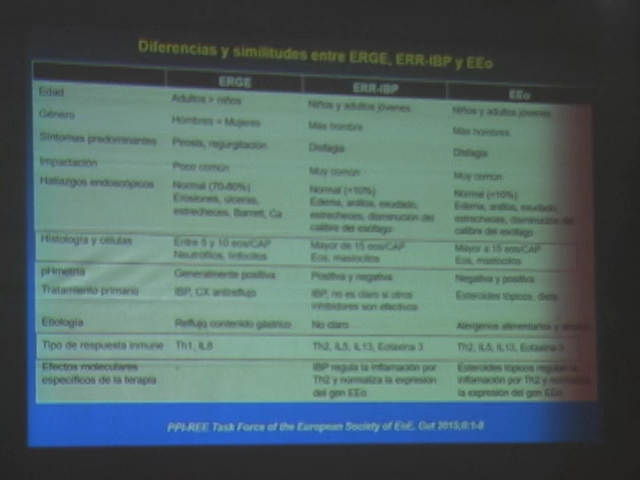 Diferencias y similitudes entre ERGE, ERR-IBP y EEo
ERGE ERR-IBP EEo
Edad Adultos > niños Niños y adultos jóvenes Niños y adultos jóvenes
Género Hombres = Mujeres Más hombre Más hombres
Síntomas predominantes Pirosis, regurgitación Disfagia Disfagia
Impactación Poco común Muy común Muy común
Hallazgos endoscópicos Normal (70-80%) Normal (<10%) Normal (<10%)
Erosiones, úlceras, Edema, anillos, exudado, Edema, anillos, exudado,
estrecheces, Barret, Ca estrecheces, disminución del estrecheces, disminución del
calibre del esófago calibre del esófago
Histología y células Entre 5 y 10 eos/CAP Mayor de 15 eos/CAP Mayor a 15 eos/CAP
Neutrófilos, linfocitos Eos, mastocitos Eos, mastocitos
pHmetría Generalmente positiva Positiva y negativa Negativa y positiva
Tratamiento primario IBP, CX antireflujo IBP, no es claro si otros Esteroides tópicos, dieta
inhibidores son efectivos
Etiología Reflujo contenido gástrico No claro Alergenos alimentarios y
Tipo de respuesta inmune Th1, IL8 Th2, IL5, IL13, Eotaxina 3 Th2, IL5, IL13, Eotaxina 3
Efectos moleculares - IBP regula la inflamación por Esteroides tópicos regulan la
específicos de la terapia Th2 y normaliza la expresión inflamación por Th2 y normaliza
del gen EEo la expresión del gen EEo
PPI-REE Task Force of the European Society of EoE. Gut 2015;0:1-8